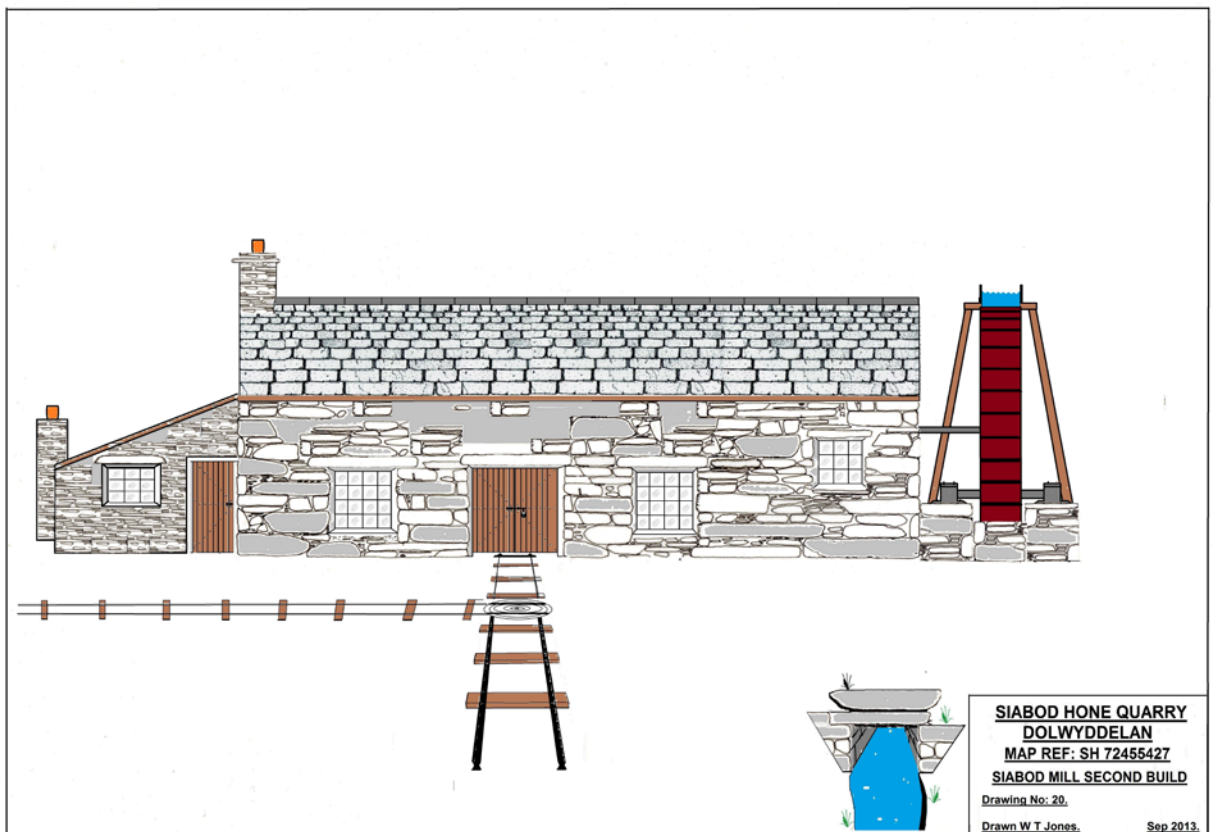 SIABOD HONE QUARRY
DOLWYDDELAN
MAP REF: SH 72455427
SIABOD MILL SECOND BUILD
Drawing No: 20.
Drawn W T Jones. Sep 2013.